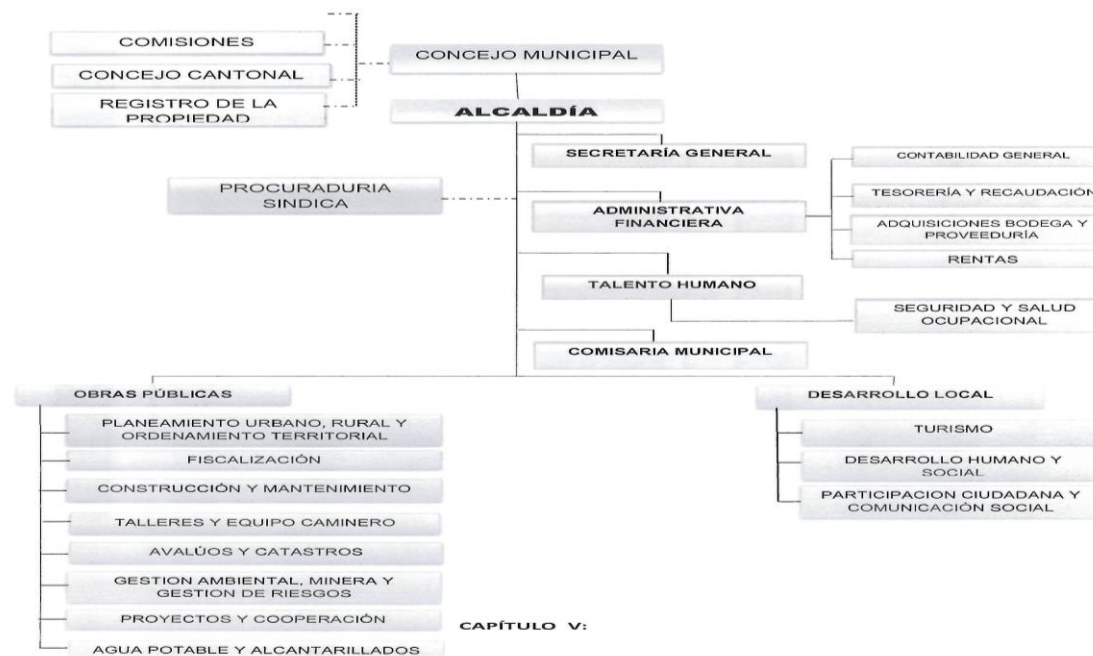 COMISIONES
CONCEJO CANTONAL
REGISTRO DE LA
PROPIEDAD
CONCEJO MUNICIPAL
ALCALDÍA
SECRETARÍA GENERAL
PROCURADURIA
SINDICA
ADMINISTRATIVA
FINANCIERA
CONTABILIDAD GENERAL
TESORERÍA Y RECAUDACIÓN
ADQUISICIONES BODEGA Y
PROVEEDURÍA
RENTAS
TALENTO HUMANO
SEGURIDAD Y SALUD
OCUPACIONAL
COMISARIA MUNICIPAL
OBRAS PÚBLICAS
PLANEAMIENTO URBANO, RURAL Y
ORDENAMIENTO TERRITORIAL
FISCALIZACIÓN
CONSTRUCCIÓN Y MANTENIMIENTO
TALLERES Y EQUIPO CAMINERO
AVALÚOS Y CATASTROS
GESTION AMBIENTAL, MINERA Y
GESTION DE RIESGOS
PROYECTOS Y COOPERACIÓN
AGUA POTABLE Y ALCANTARILLADOS
DESARROLLO LOCAL
TURISMO
DESARROLLO HUMANO Y
SOCIAL
PARTICIPACION CIUDADANA Y
COMUNICACIÓN SOCIAL
CAPÍTULO V: